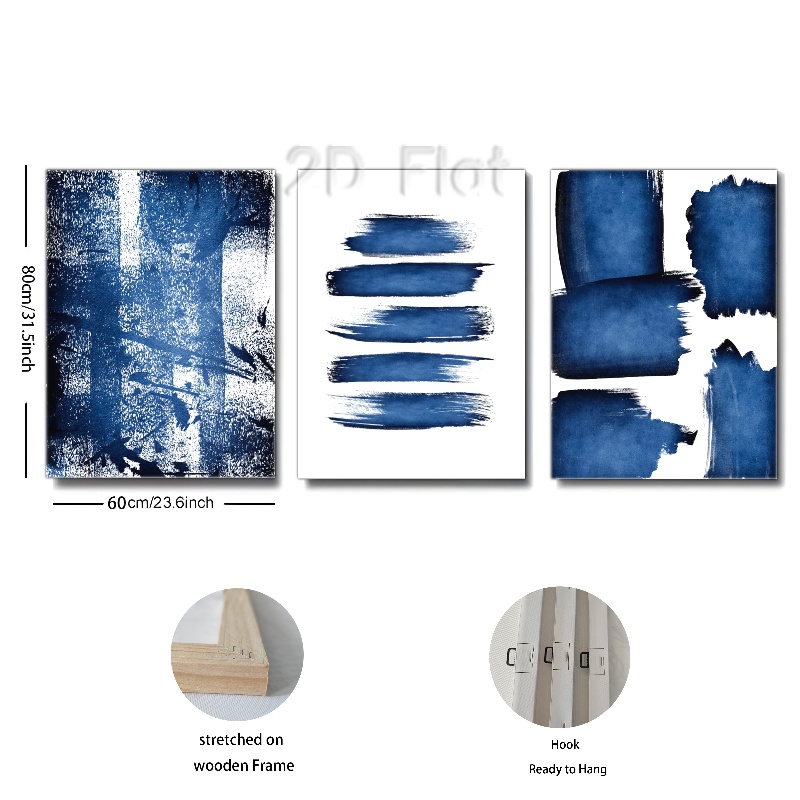 2D Flat
80cm/31.5inch
60cm/23.6inch
stretched on
wooden Frame
Hook
Ready to Hang